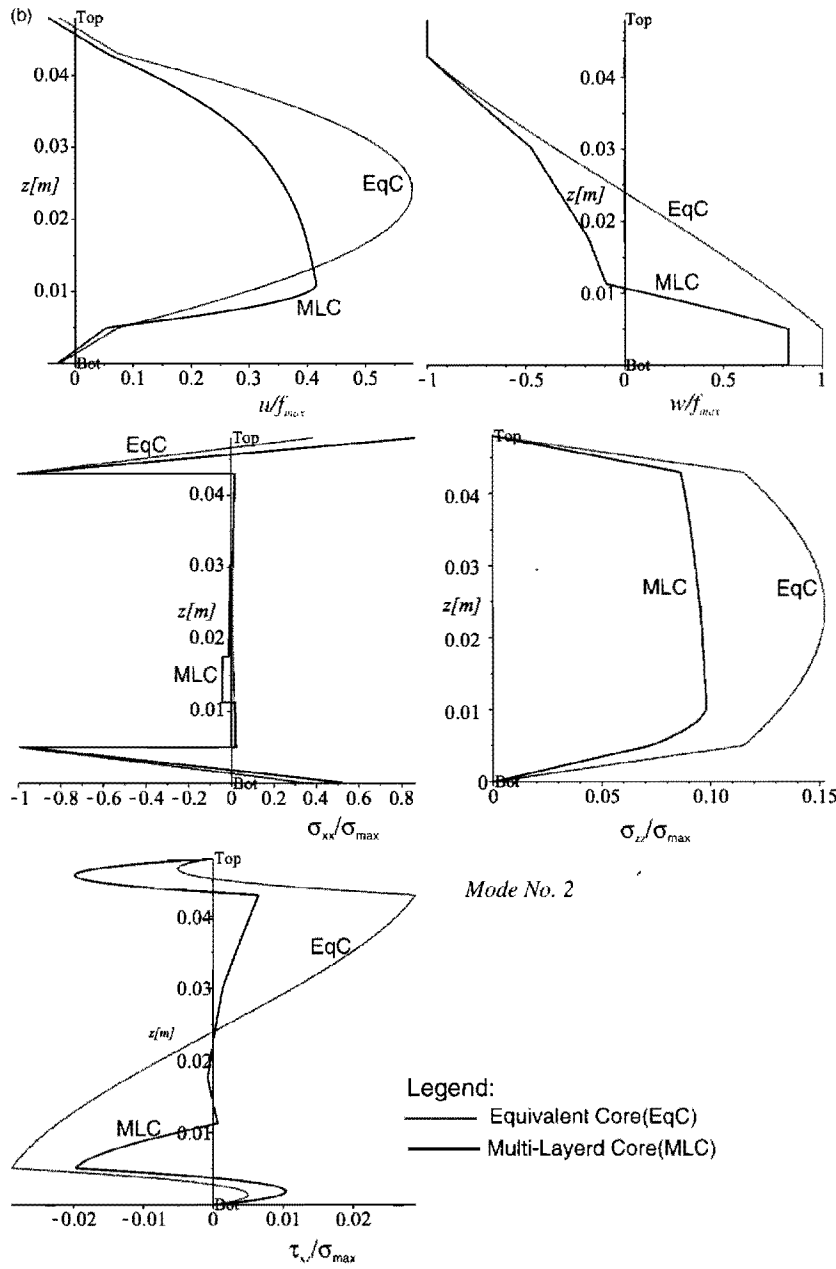 (b)
Top
0.04
0.03
z[m]
0.02
0.01
EqC
MLC
Bot
0 0.1 0.2 0.3 0.4 0.5
u/f_max
Top
0.04
0.03
z[m]
0.02
0.01
EqC
MLC
Bot
-1 -0.5 0 0.5 1
w/f_max
EqC
Top
0.04
0.03
z[m]
0.02
MLC
0.01
Bot
-1 -0.8 -0.6 -0.4 -0.2 0 0.2 0.4 0.6 0.8
σ_xx/σ_max
Top
0.04
0.03
MLC
EqC
z[m]
0.02
0.01
0
Bot
0 0.05 0.10 0.15
σ_zz/σ_max
Top
Mode No. 2
0.04
EqC
0.03
z[m]
0.02
MLC
0.01
Bot
-0.02 -0.01 0 0.01 0.02
τ_xz/σ_max
Legend:
Equivalent Core(EqC)
Multi-Layerd Core(MLC)